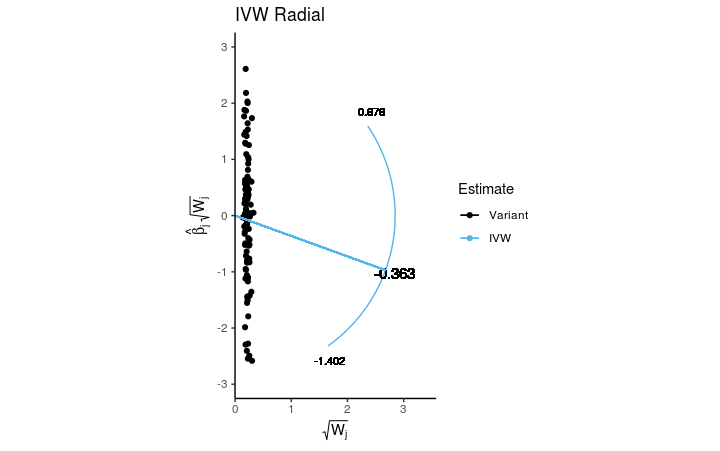 IVW Radial
3
2
1
0
-1
-2
-3
β̂ⱼ√Wⱼ
0.676
-0.363
-1.402
0
1
2
3
√Wⱼ
Estimate
Variant
IVW